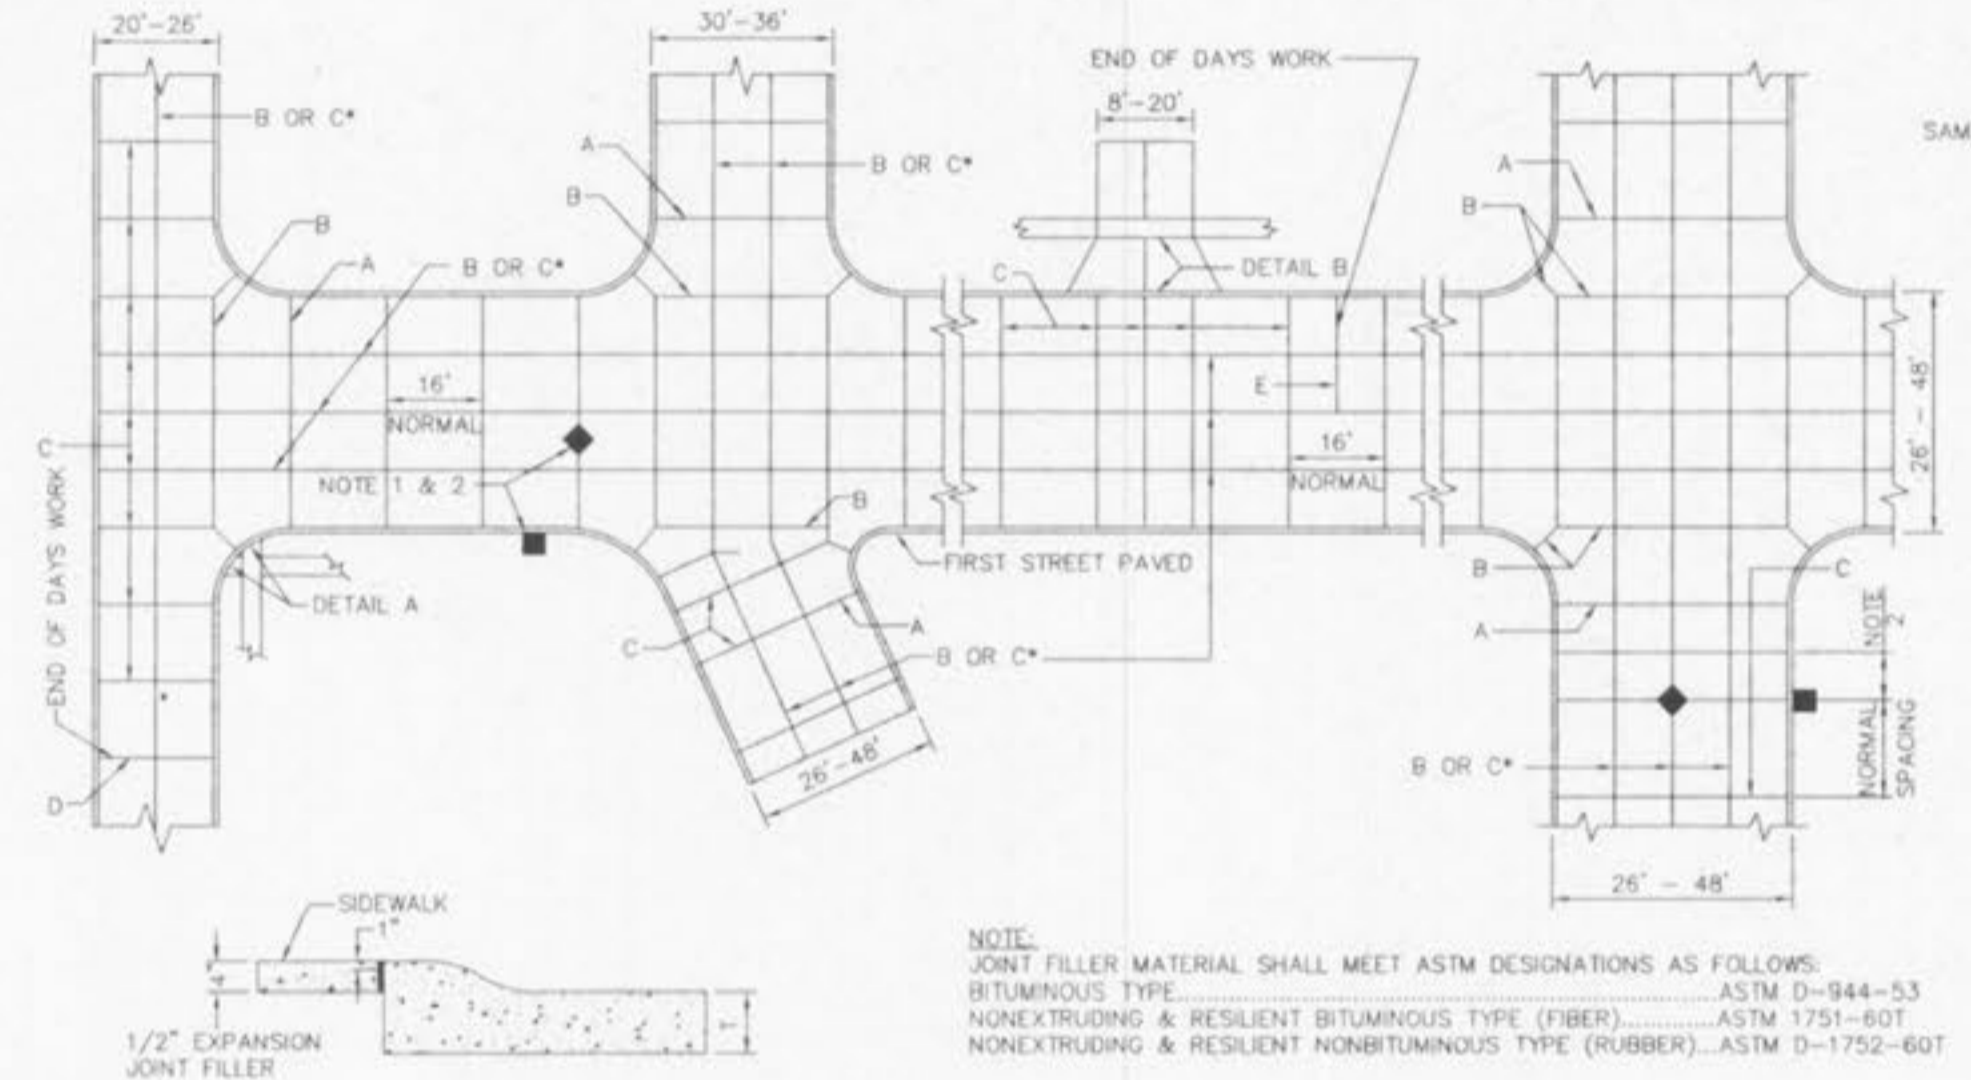 20'-26'
30'-36'
END OF DAYS WORK
8'-20'
SAM
B OR C*
A
B OR C*
A
B
B
B
A
B OR C*
C
DETAIL B
16'
NORMAL
E
16'
NORMAL
26' - 48'
C
END OF DAYS WORK
NOTE 1 & 2
B
FIRST STREET PAVED
B
C
DETAIL A
C
A
B OR C*
A
NOTE 2
NORMAL SPACING
B OR C*
D
26'-48'
26' - 48'
SIDEWALK
1"
4"
T
1/2" EXPANSION
JOINT FILLER
NOTE:
JOINT FILLER MATERIAL SHALL MEET ASTM DESIGNATIONS AS FOLLOWS:
BITUMINOUS TYPE..........................................................................ASTM D-944-53
NONEXTRUDING & RESILIENT BITUMINOUS TYPE (FIBER).............ASTM 1751-60T
NONEXTRUDING & RESILIENT NONBITUMINOUS TYPE (RUBBER)...ASTM D-1752-60T